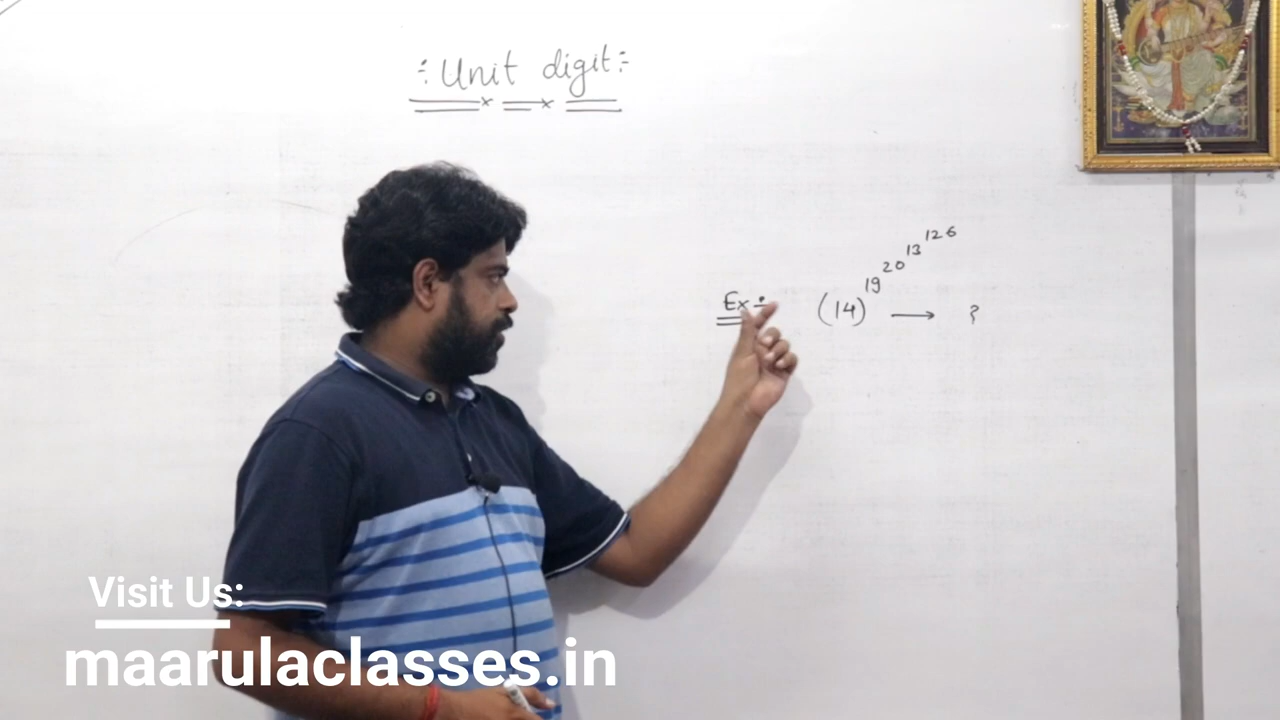 ÷ Unit digit ÷
Ex ÷ (14)^19^20^13^126 ⟶ ?
Visit Us:
maarulaclasses.in